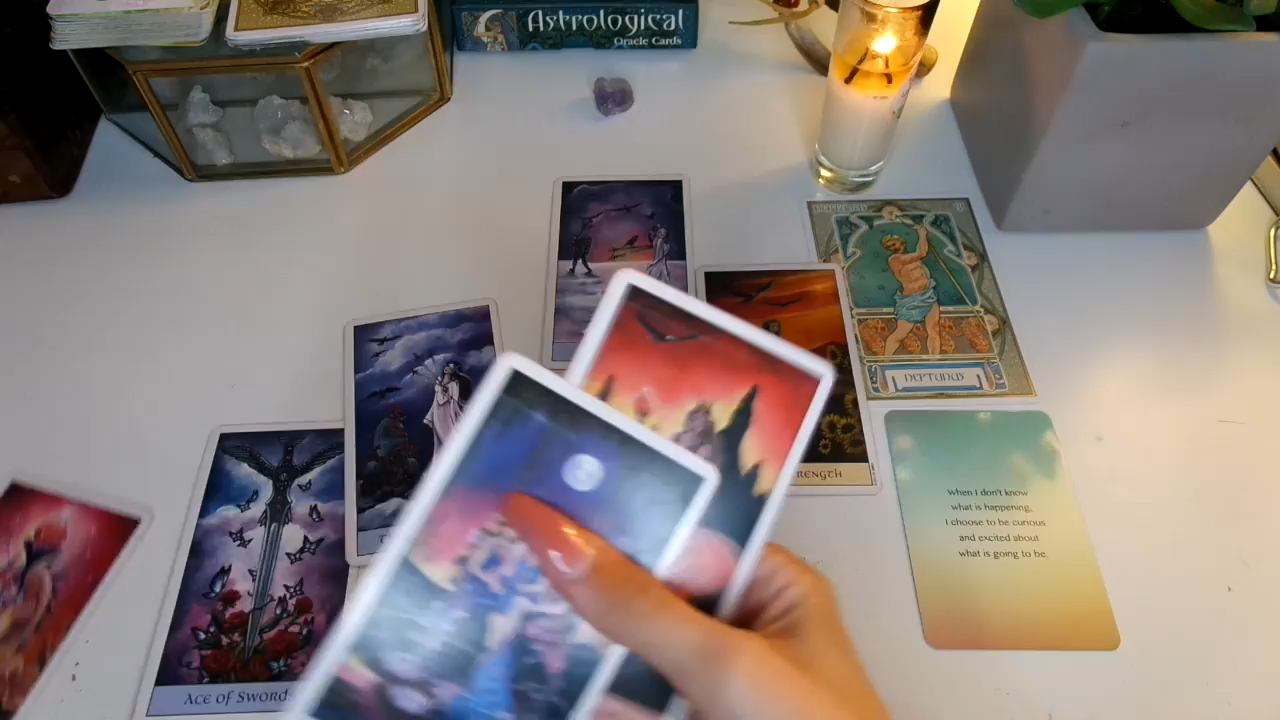 Astrological
Oracle Cards
NEPTUNUS
When I don't know
what is happening,
I choose to be curious
and excited about
what is going to be.
ACE OF SWORDS